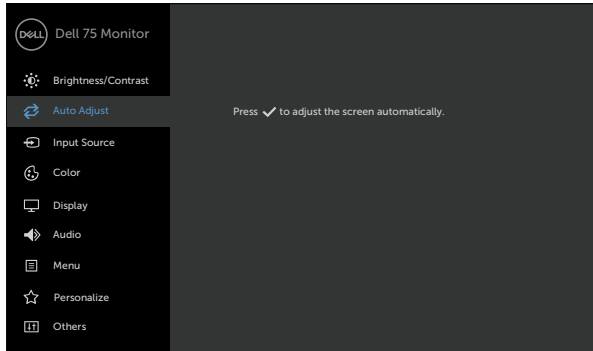 DELL Dell 75 Monitor
Brightness/Contrast
Auto Adjust
Press ✓ to adjust the screen automatically.
Input Source
Color
Display
Audio
Menu
Personalize
Others